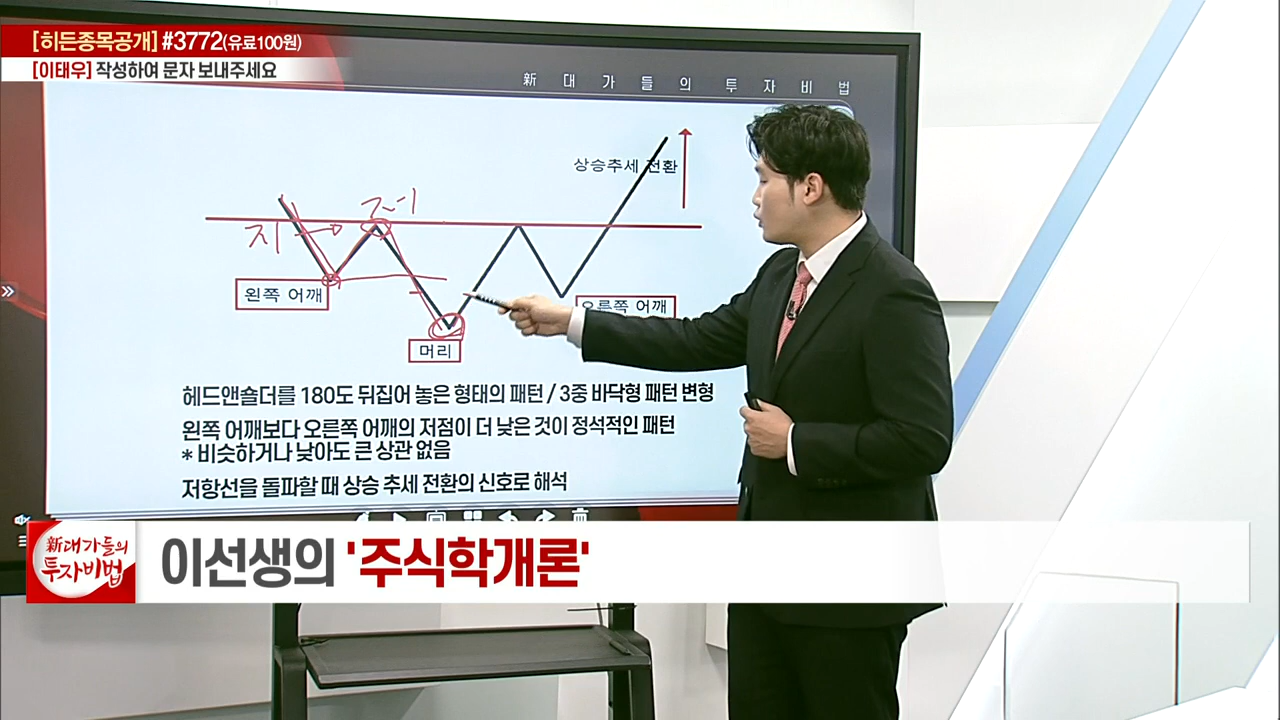 [히든종목공개] #3772(유료100원)
[이태우] 작성하여 문자 보내주세요
新 대 가 들 의 투 자 비 법
상승추세 전환
지
왼쪽 어깨
오른쪽 어깨
머리
헤드앤숄더를 180도 뒤집어 놓은 형태의 패턴 / 3중 바닥형 패턴 변형
왼쪽 어깨보다 오른쪽 어깨의 저점이 더 낮은 것이 정석적인 패턴
* 비슷하거나 낮아도 큰 상관 없음
저항선을 돌파할 때 상승 추세 전환의 신호로 해석
新대가들의
투자비법
이선생의 '주식학개론'